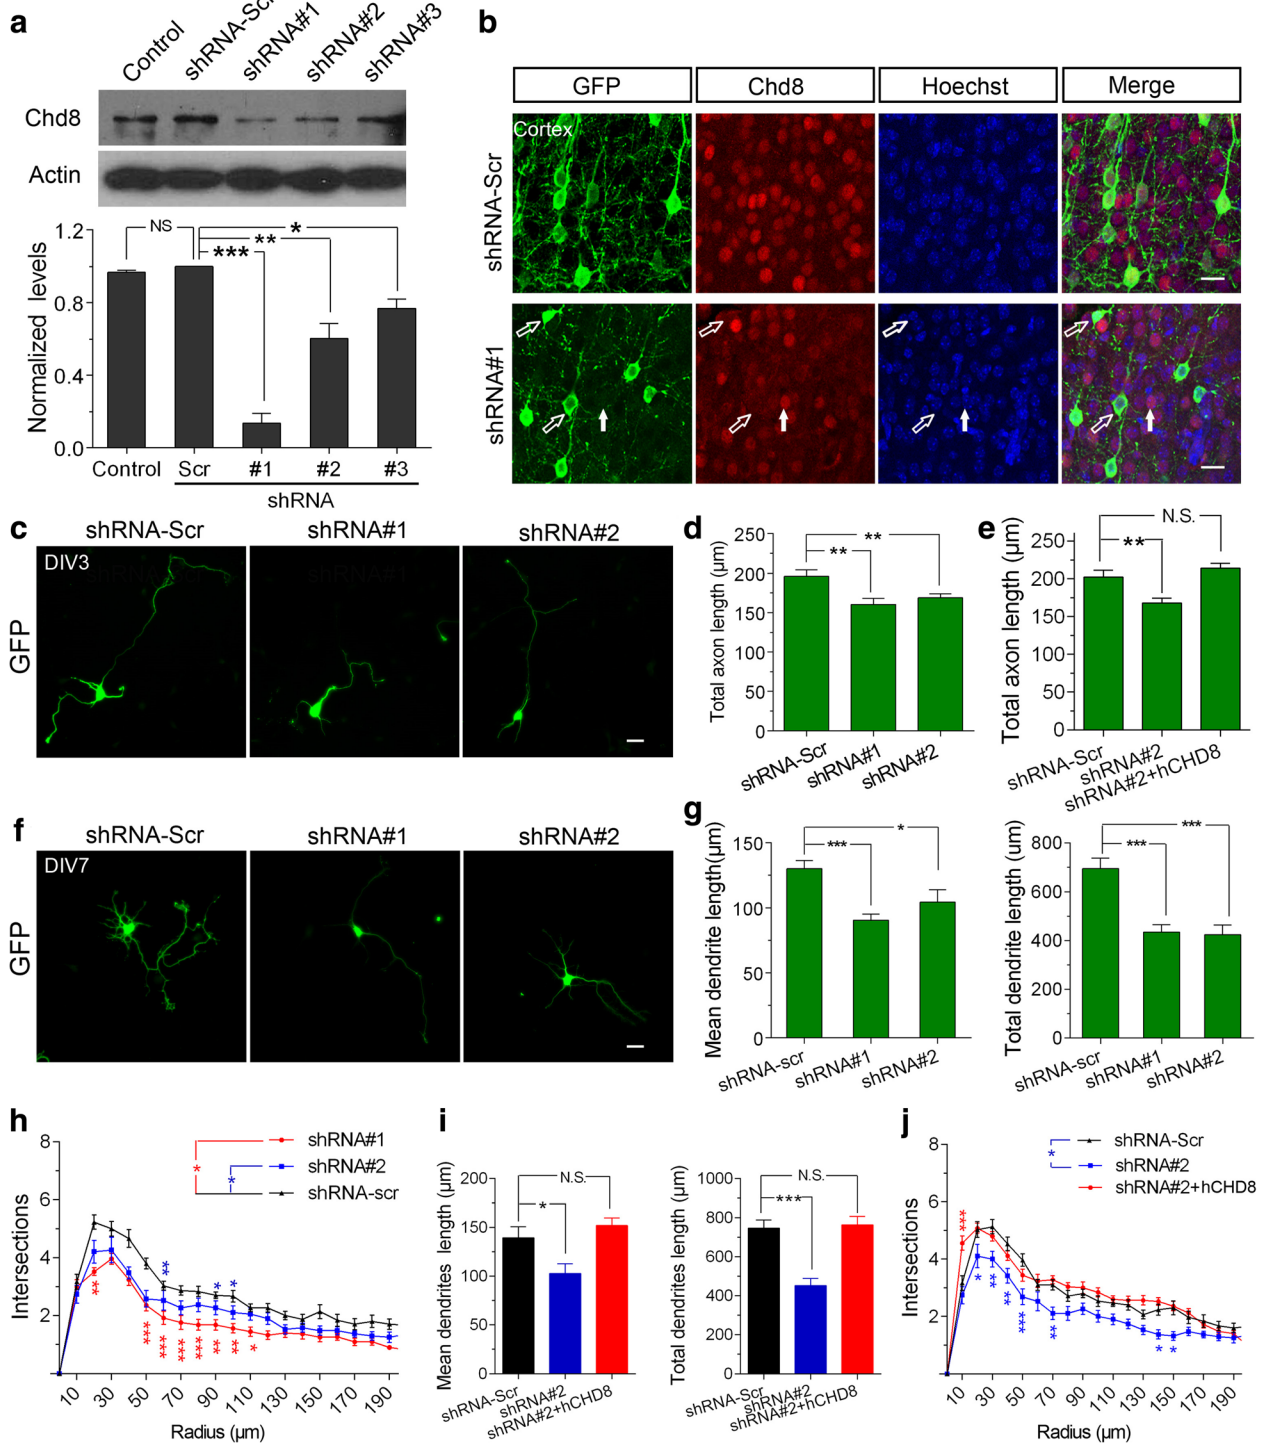 a
Control
shRNA-Scr
shRNA#1
shRNA#2
shRNA#3
Chd8
Actin
Normalized levels
1.2
0.8
0.4
0.0
NS
***
**
*
Control
Scr
#1
#2
#3
shRNA
b
GFP
Chd8
Hoechst
Merge
shRNA-Scr
Cortex
shRNA#1
c
shRNA-Scr
shRNA#1
shRNA#2
GFP
DIV3
d
Total axon length (µm)
250
200
150
100
50
0
**
**
shRNA-Scr
shRNA#1
shRNA#2
e
Total axon length (µm)
250
200
150
100
50
0
N.S.
**
shRNA-Scr
shRNA#2
shRNA#2+hCHD8
f
shRNA-Scr
shRNA#1
shRNA#2
GFP
DIV7
g
Mean dendrite length(µm)
150
100
50
0
***
*
shRNA-scr
shRNA#1
shRNA#2
Total dendrite length (um)
800
600
400
200
0
***
***
shRNA-scr
shRNA#1
shRNA#2
h
Intersections
8
6
4
2
shRNA#1
shRNA#2
shRNA-scr
*
*
**
**
*
*
***
***
***
***
**
**
*
10
30
50
70
90
110
130
150
170
190
Radius (µm)
i
Mean dendrites length (µm)
200
150
100
50
0
N.S.
*
shRNA-Scr
shRNA#2
shRNA#2+hCHD8
Total dendrites length (µm)
1000
800
600
400
200
0
N.S.
***
shRNA-Scr
shRNA#2
shRNA#2+hCHD8
j
Intersections
8
6
4
2
shRNA-Scr
shRNA#2
shRNA#2+hCHD8
*
***
*
**
**
***
**
*
*
10
30
50
70
90
110
130
150
170
190
Radius (µm)